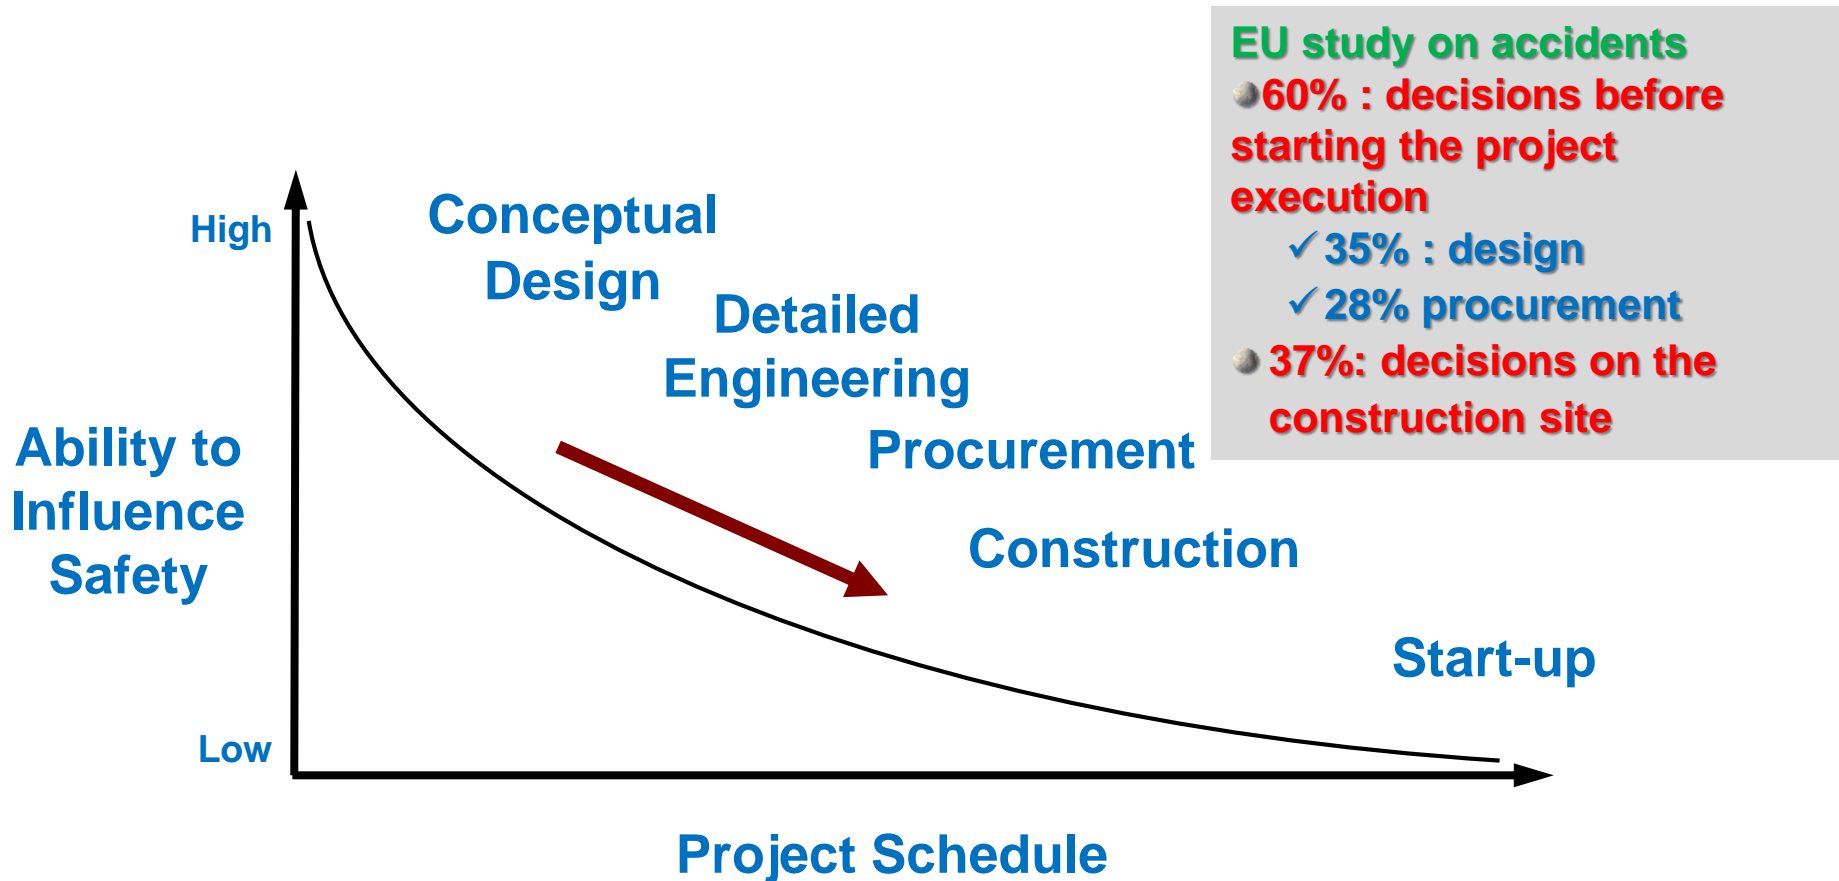 EU study on accidents
60% : decisions before
starting the project
execution
✓ 35% : design
✓ 28% procurement
37%: decisions on the
construction site
High
Conceptual
Design
Detailed
Engineering
Ability to
Influence
Safety
Procurement
Construction
Start-up
Low
Project Schedule